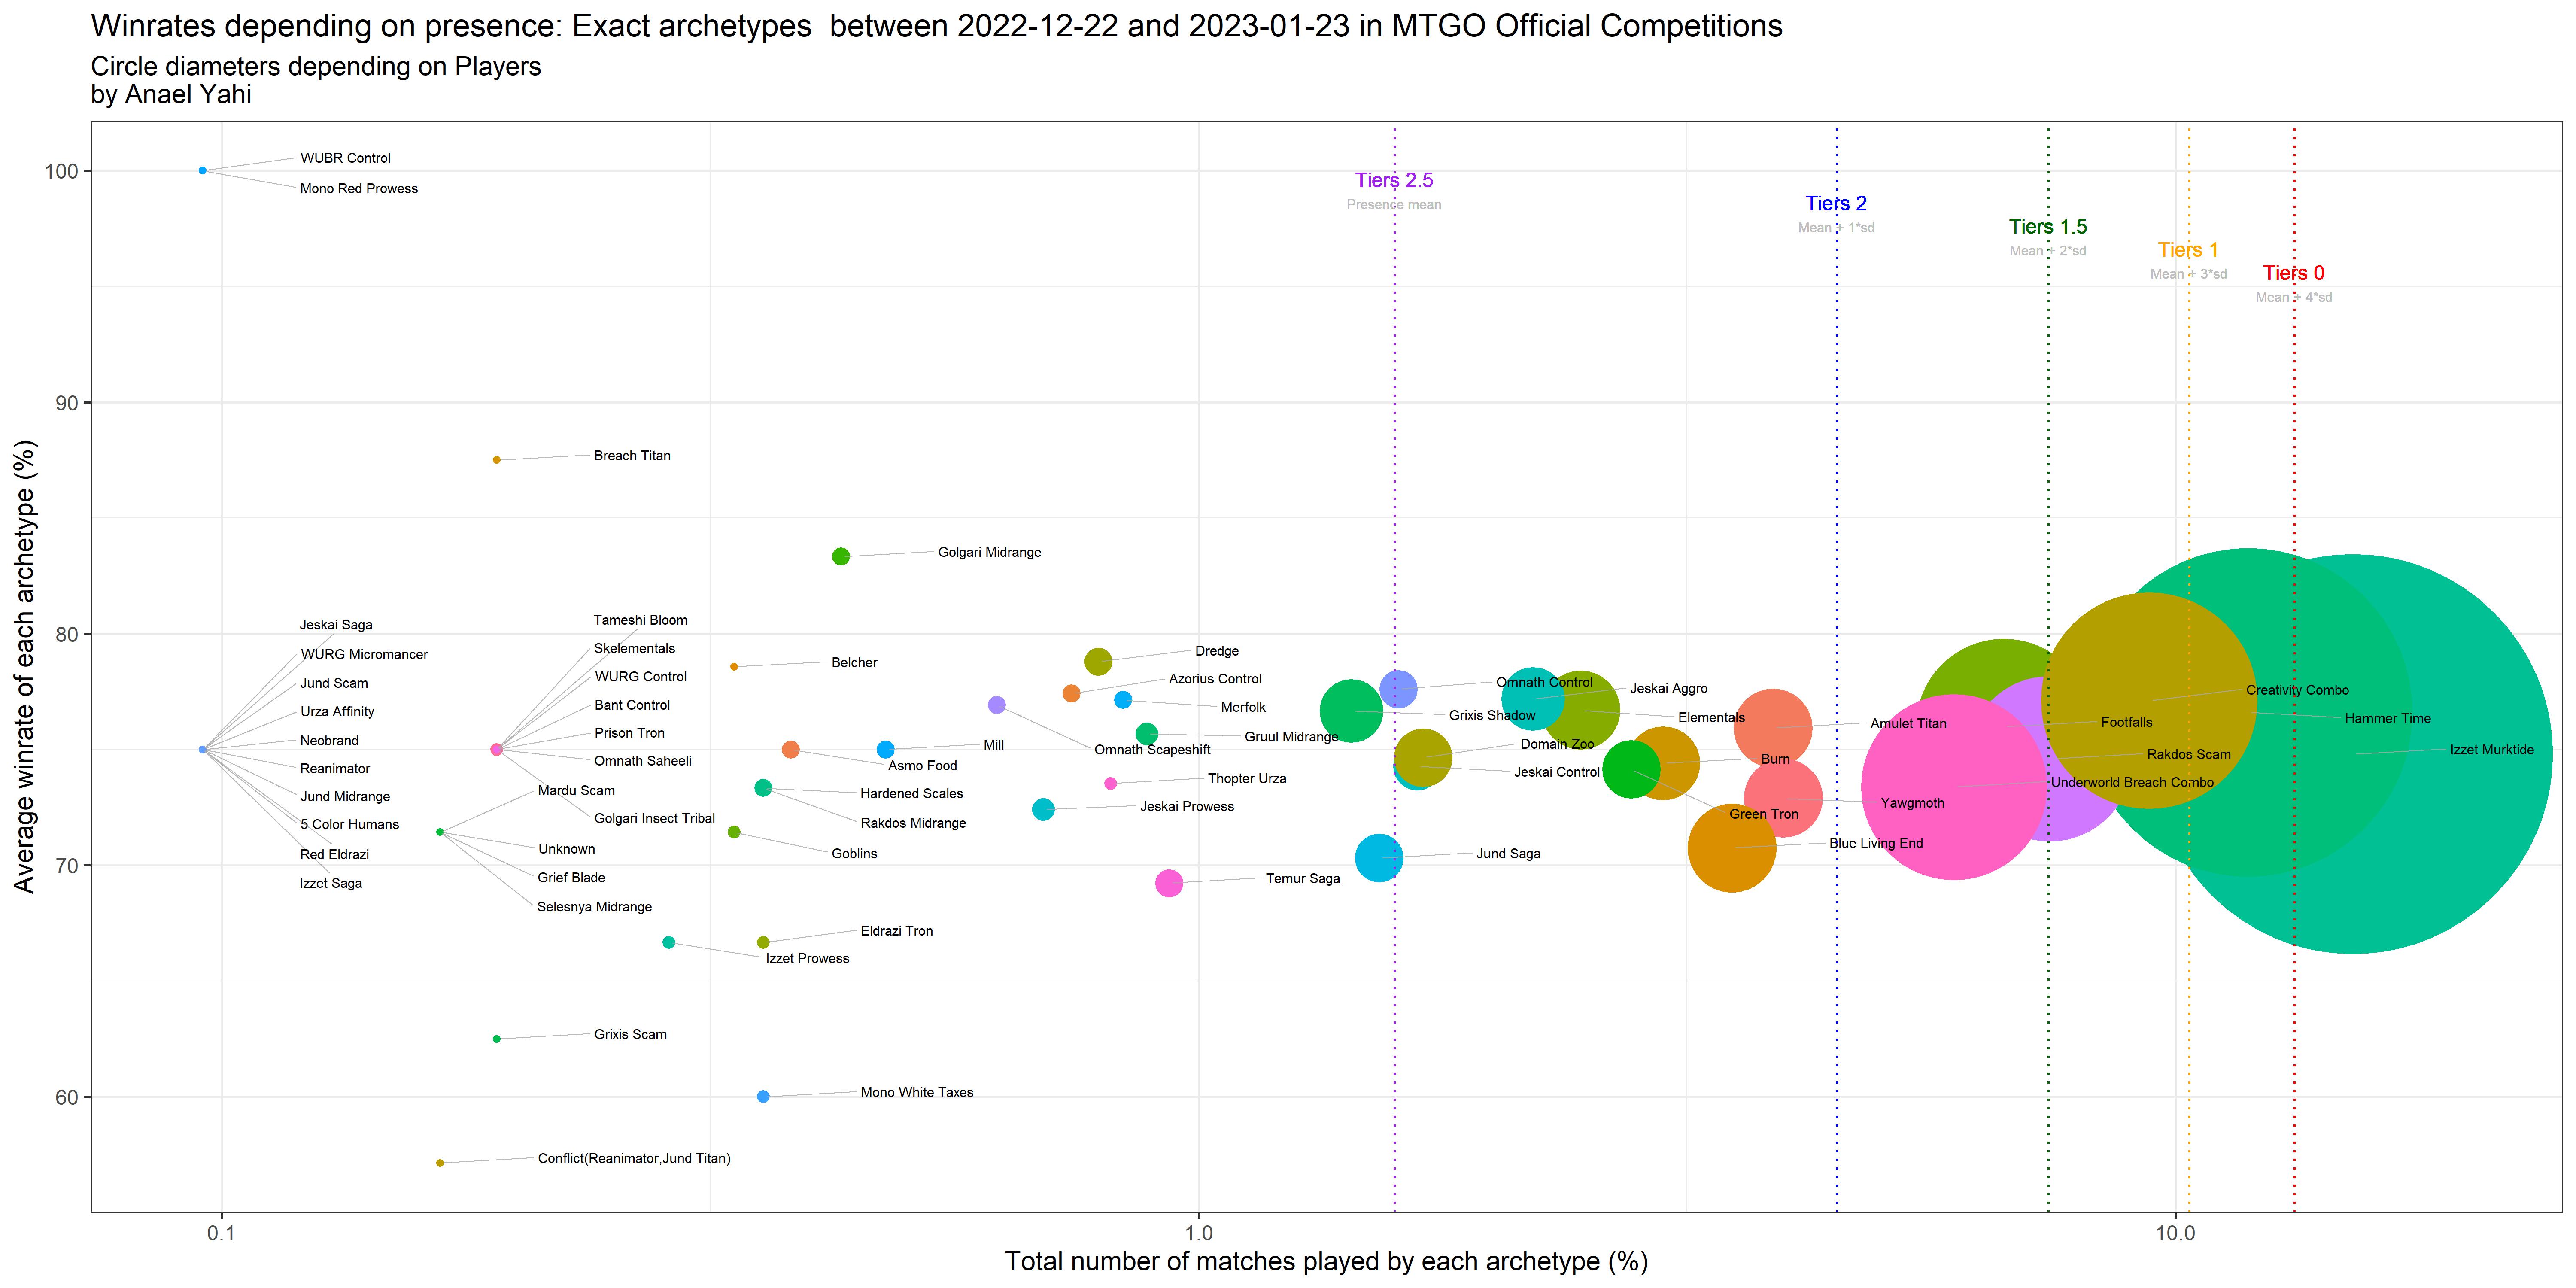 Winrates depending on presence: Exact archetypes  between 2022-12-22 and 2023-01-23 in MTGO Official Competitions
Circle diameters depending on Players
by Anael Yahi
Average winrate of each archetype (%)
100
90
80
70
60
WUBR Control
Mono Red Prowess
Tiers 2.5
Presence mean
Tiers 2
Mean + 1*sd
Tiers 1.5
Mean + 2*sd
Tiers 1
Mean + 3*sd
Tiers 0
Mean + 4*sd
Breach Titan
Golgari Midrange
Jeskai Saga
WURG Micromancer
Jund Scam
Urza Affinity
Neobrand
Reanimator
Jund Midrange
5 Color Humans
Red Eldrazi
Izzet Saga
Tameshi Bloom
Skelementals
WURG Control
Bant Control
Prison Tron
Omnath Saheeli
Mardu Scam
Golgari Insect Tribal
Unknown
Grief Blade
Selesnya Midrange
Belcher
Mill
Asmo Food
Hardened Scales
Rakdos Midrange
Goblins
Eldrazi Tron
Izzet Prowess
Grixis Scam
Mono White Taxes
Conflict(Reanimator,Jund Titan)
Dredge
Azorius Control
Merfolk
Gruul Midrange
Omnath Scapeshift
Thopter Urza
Jeskai Prowess
Temur Saga
Omnath Control
Jeskai Aggro
Grixis Shadow
Elementals
Domain Zoo
Jeskai Control
Burn
Green Tron
Jund Saga
Amulet Titan
Yawgmoth
Blue Living End
Creativity Combo
Hammer Time
Footfalls
Izzet Murktide
Rakdos Scam
Underworld Breach Combo
0.1
1.0
10.0
Total number of matches played by each archetype (%)